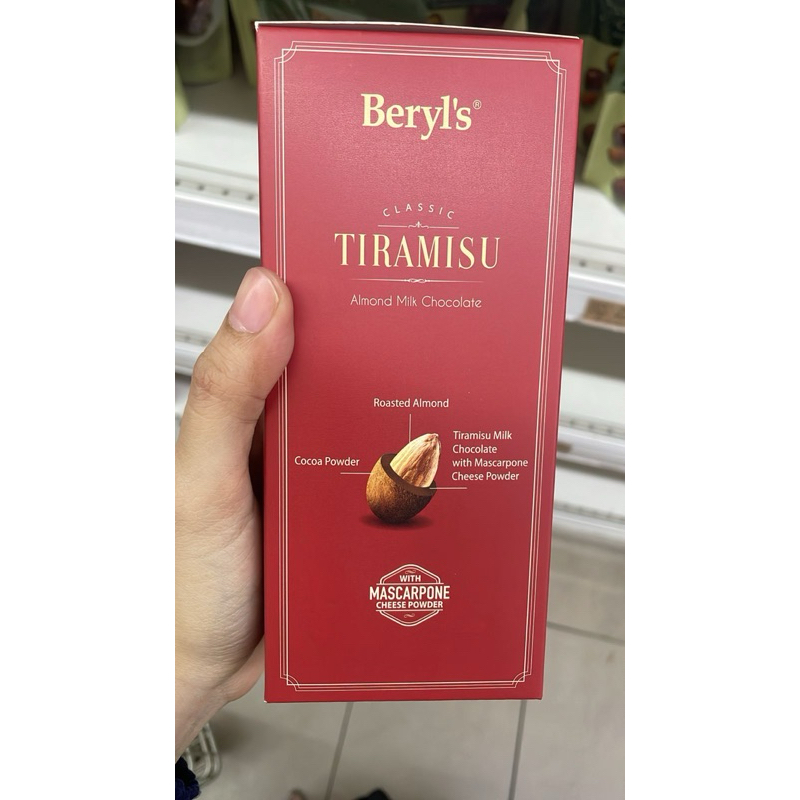 Beryl's®
CLASSIC
TIRAMISU
Almond Milk Chocolate
Roasted Almond
Cocoa Powder
Tiramisu Milk
Chocolate
with Mascarpone
Cheese Powder
WITH
MASCARPONE
CHEESE POWDER